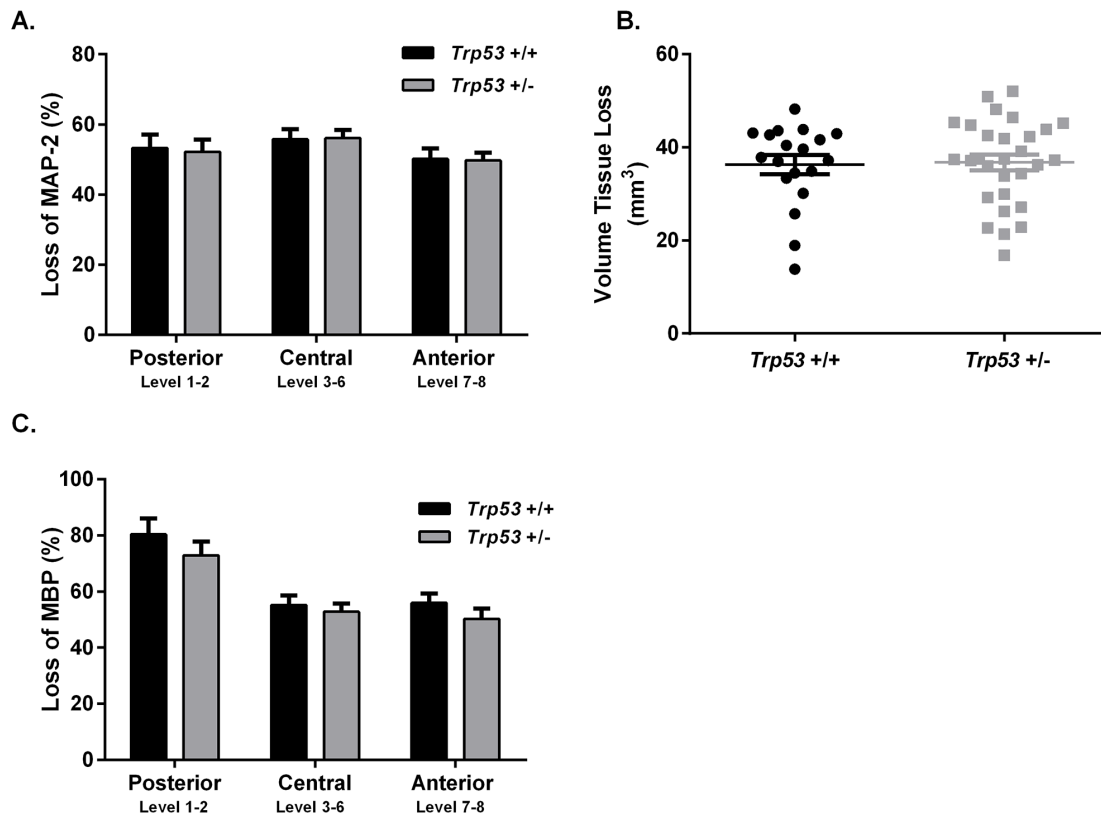 A.
Loss of MAP-2 (%)
80
60
40
20
0
Trp53 +/+
Trp53 +/-
Posterior
Level 1-2
Central
Level 3-6
Anterior
Level 7-8
B.
Volume Tissue Loss
(mm³)
60
40
20
0
Trp53 +/+
Trp53 +/-
C.
Loss of MBP (%)
100
80
60
40
20
0
Trp53 +/+
Trp53 +/-
Posterior
Level 1-2
Central
Level 3-6
Anterior
Level 7-8